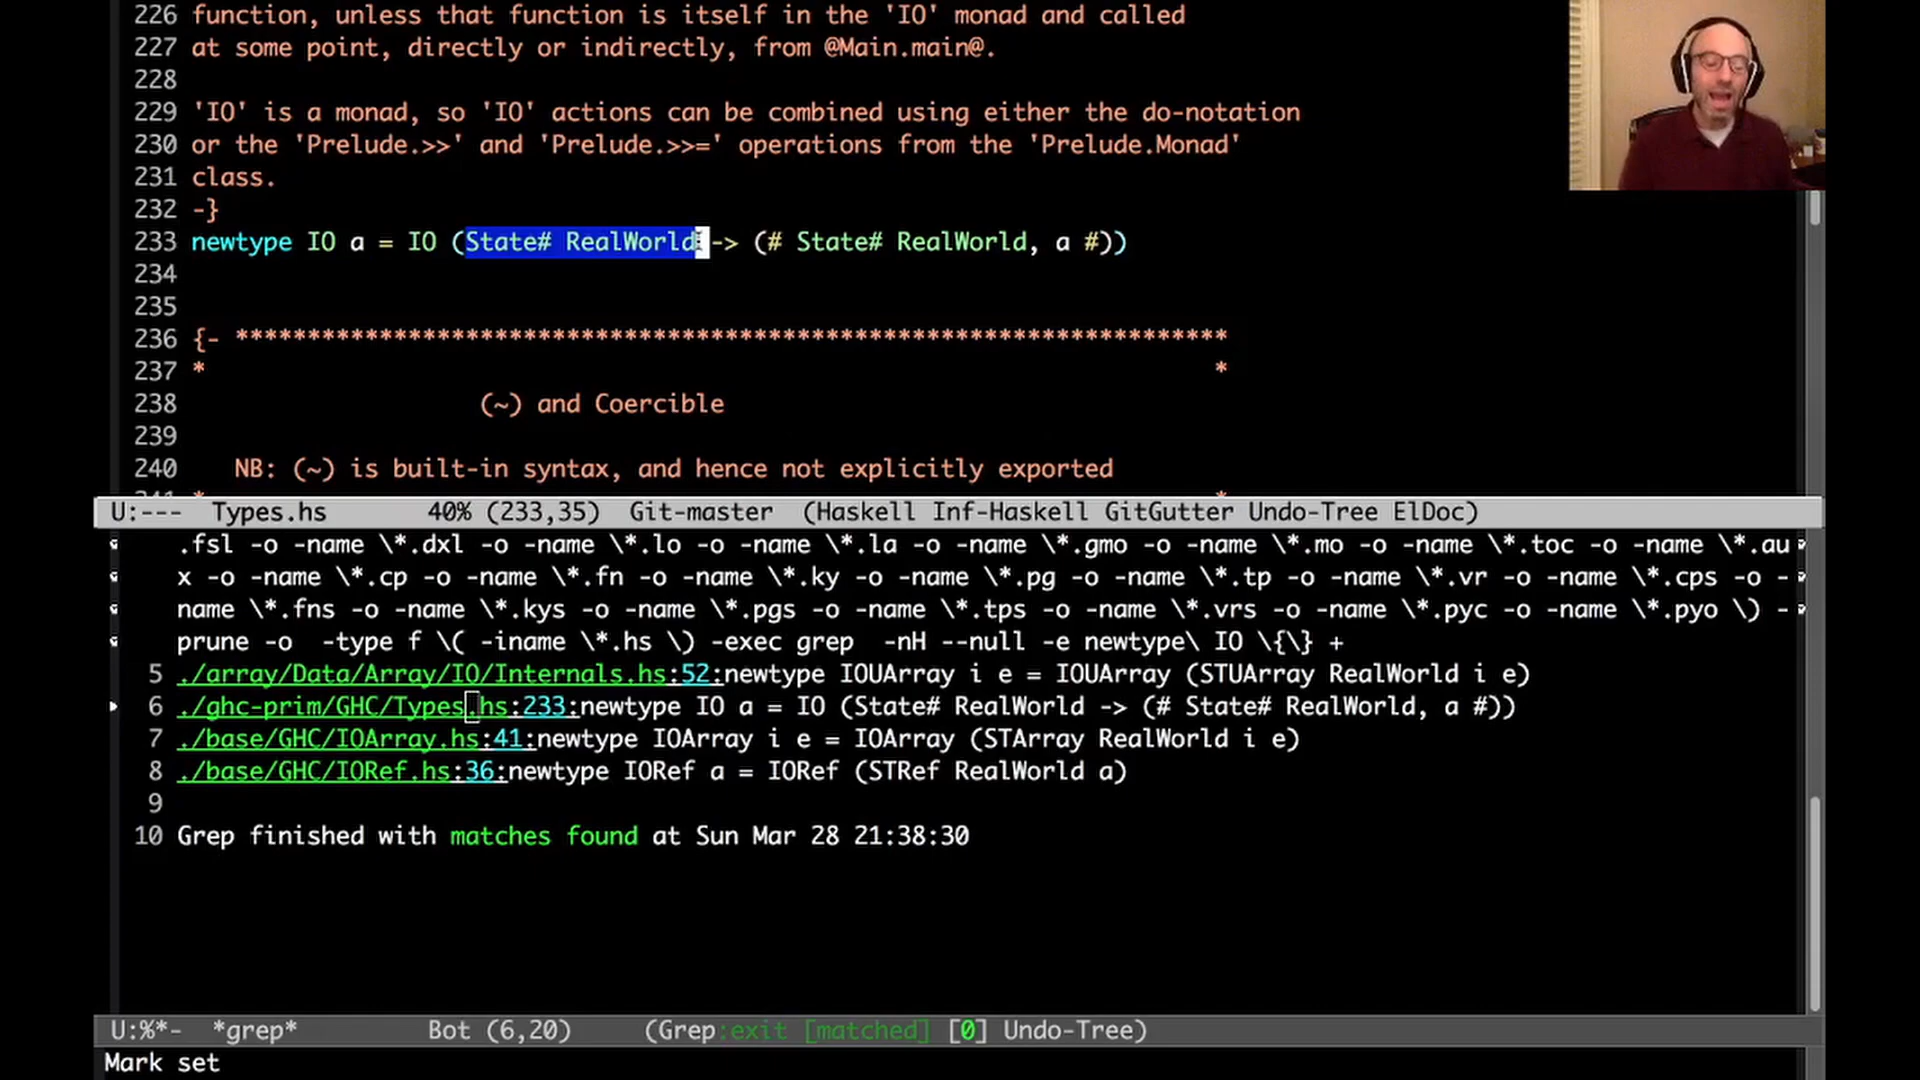 226 function, unless that function is itself in the 'IO' monad and called
227 at some point, directly or indirectly, from @Main.main@.
228
229 'IO' is a monad, so 'IO' actions can be combined using either the do-notation
230 or the 'Prelude.>>' and 'Prelude.>>=' operations from the 'Prelude.Monad'
231 class.
232 -}
233 newtype IO a = IO (State# RealWorld -> (# State# RealWorld, a #))
234
235
236 {- *********************************************************************
237 * *
238 (~) and Coercible
239
240 NB: (~) is built-in syntax, and hence not explicitly exported
U:--- Types.hs 40% (233,35) Git-master (Haskell Inf-Haskell GitGutter Undo-Tree ElDoc)
.fsl -o -name \*.dxl -o -name \*.lo -o -name \*.la -o -name \*.gmo -o -name \*.mo -o -name \*.toc -o -name \*.au
x -o -name \*.cp -o -name \*.fn -o -name \*.ky -o -name \*.pg -o -name \*.tp -o -name \*.vr -o -name \*.cps -o -
name \*.fns -o -name \*.kys -o -name \*.pgs -o -name \*.tps -o -name \*.vrs -o -name \*.pyc -o -name \*.pyo \) -
prune -o -type f \( -iname \*.hs \) -exec grep -nH --null -e newtype\ IO \{\} +
5 ./array/Data/Array/IO/Internals.hs:52:newtype IOUArray i e = IOUArray (STUArray RealWorld i e)
6 ./ghc-prim/GHC/Types.hs:233:newtype IO a = IO (State# RealWorld -> (# State# RealWorld, a #))
7 ./base/GHC/IOArray.hs:41:newtype IOArray i e = IOArray (STArray RealWorld i e)
8 ./base/GHC/IORef.hs:36:newtype IORef a = IORef (STRef RealWorld a)
9
10 Grep finished with matches found at Sun Mar 28 21:38:30
U:%*- *grep* Bot (6,20) (Grep:exit [matched] [0] Undo-Tree)
Mark set